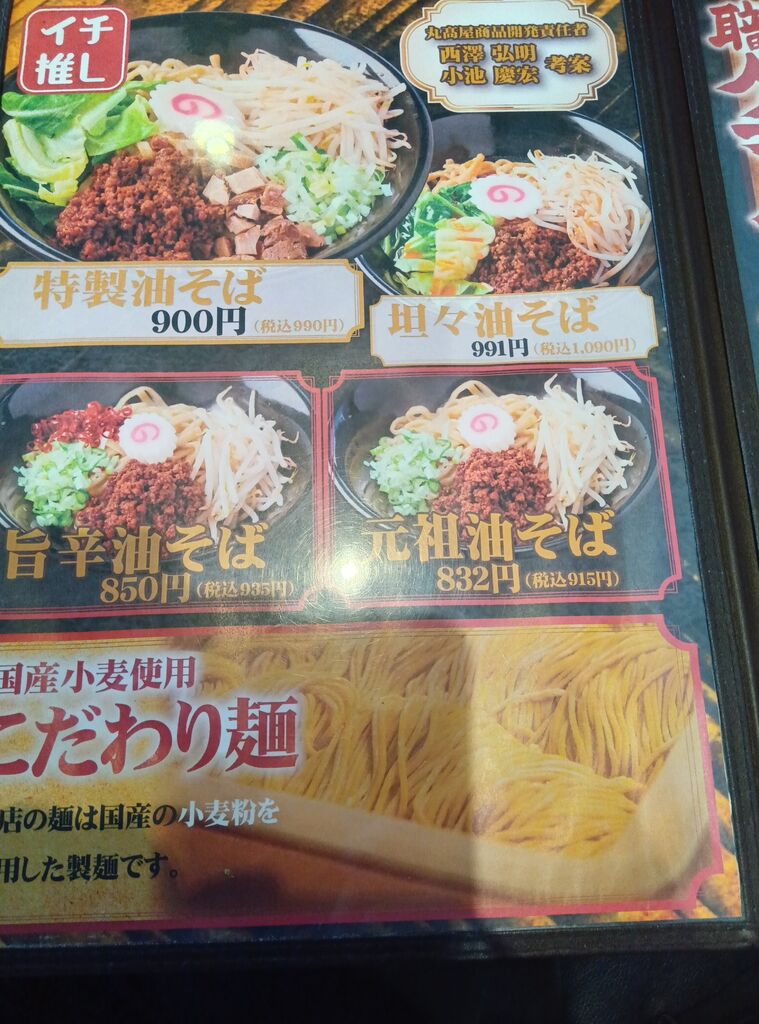 イチ
推し
丸高屋商品開発責任者
西澤 弘明
小池 慶宏
考案
特製油そば
900円(税込990円)
坦々油そば
991円(税込1,090円)
旨辛油そば
850円(税込935円)
元祖油そば
832円(税込915円)
国産小麦使用
こだわり麺
店の麺は国産の小麦粉を
用した製麺です。
職人